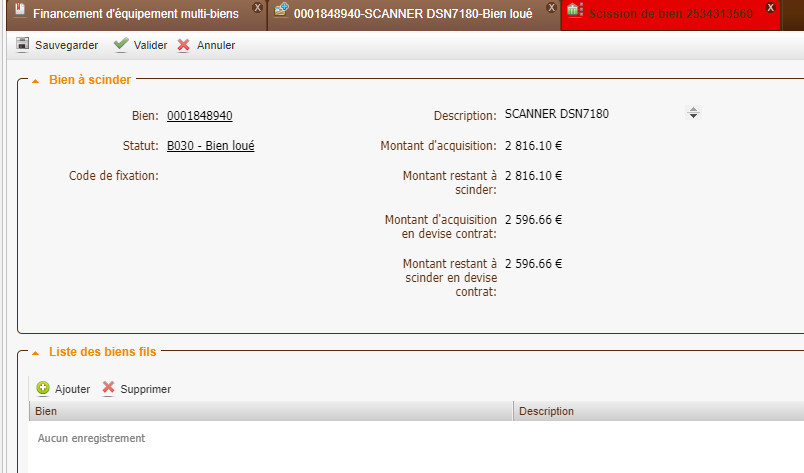 Financement d'équipement multi-biens
0001848940-SCANNER DSN7180-Bien loué
Scission de bien 2534313560
Sauvegarder Valider Annuler
Bien à scinder
Bien: 0001848940
Description: SCANNER DSN7180
Statut: B030 - Bien loué
Montant d'acquisition: 2 816.10 €
Code de fixation:
Montant restant à
scinder: 2 816.10 €
Montant d'acquisition
en devise contrat: 2 596.66 €
Montant restant à
scinder en devise
contrat: 2 596.66 €
Liste des biens fils
Ajouter Supprimer
Bien Description
Aucun enregistrement